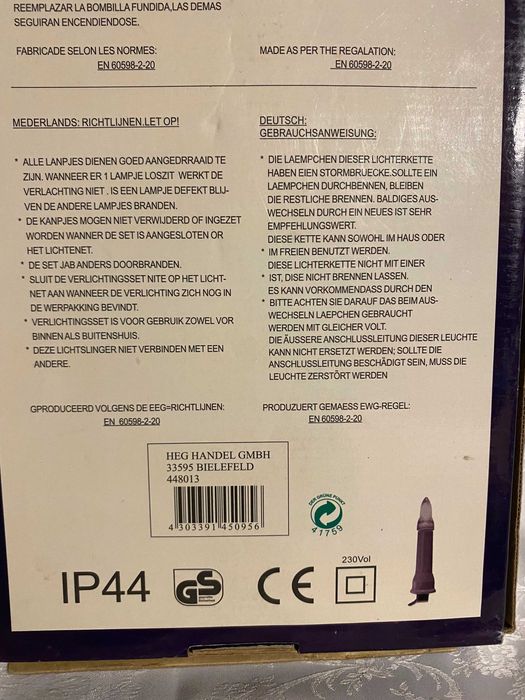 REEMPLAZAR LA BOMBILLA FUNDIDA,LAS DEMAS
SEGUIRAN ENCENDIENDOSE.
FABRICADE SELON LES NORMES:
EN 60598-2-20
MADE AS PER THE REGALATION:
EN 60598-2-20
MEDERLANDS: RICHTLIJNEN.LET OP!
* ALLE LANPJES DIENEN GOED AANGEDRRAAID TE
ZIJN. WANNEER ER 1 LAMPJE LOSZIT WERKT DE
VERLACHTING NIET . IS EEN LAMPJE DEFEKT BLIJ-
VEN DE ANDERE LAMPJES BRANDEN.
* DE KANPJES MOGEN NIET VERWIJDERD OF INGEZET
WORDEN WANNER DE SET IS AANGESLOTEN OF
HET LICHTENET.
* DE SET JAB ANDERS DOORBRANDEN.
* SLUIT DE VERLICHTINGSSET NITE OP HET LICHT-
NET AAN WANNEER DE VERLICHTING ZICH NOG IN
DE WERPAKKING BEVINDT.
* VERLICHTINGSSET IS VOOR GEBRUIK ZOWEL VOR
BINNEN ALS BUITENSHUIS.
* DEZE LICHTSLINGER NIET VERBINDEN MET EEN
ANDERE.
GPRODUCEERD VOLGENS DE EEG=RICHTLIJNEN:
EN 60598-2-20
DEUTSCH:
GEBRAUCHSANWEISUNG:
* DIE LAEMPCHEN DIESER LICHTERKETTE
HABEN EIEN STORMBRUECKE.SOLLTE EIN
LAEMPCHEN DURCHBENNEN, BLEIBEN
DIE RESTLICHE BRENNEN. BALDIGES AUS-
WECHSELN DURCH EIN NEUES IST SEHR
EMPFEHLUNGSWERT.
DIESE KETTE KANN SOWOHL IM HAUS ODER
* IM FREIEN BENUTZT WERDEN.
DIESE LICHTERKETTE NICHT MIT EINER
* IST, DISE NICHT BRENNEN LASSEN.
ES KANN VORKOMMENDASS DURCH DEN
* BITTE ACHTEN SIE DARAUF DAS BEIM AUS-
WECHSELN LAEPCHEN GEBRAUCHT
WERDEN MIT GLEICHER VOLT.
DIE ÄUSSERE ANSCHLUSSLEITUNG DIESER LEUCHTE
KANN NICHT ERSETZT WERDEN; SOLLTE DIE
ANSCHLUSSLEITUNG BESCHÄDIGT SEIN, MUSS DIE
LEUCHTE ZERSTÖRT WERDEN
PRODUZIERT GEMAESS EWG-REGEL:
EN 60598-2-20
HEG HANDEL GMBH
33595 BIELEFELD
448013
4 303391 450956
DER GRÜNE PUNKT
41759
IP44
GS
CE
230Vol